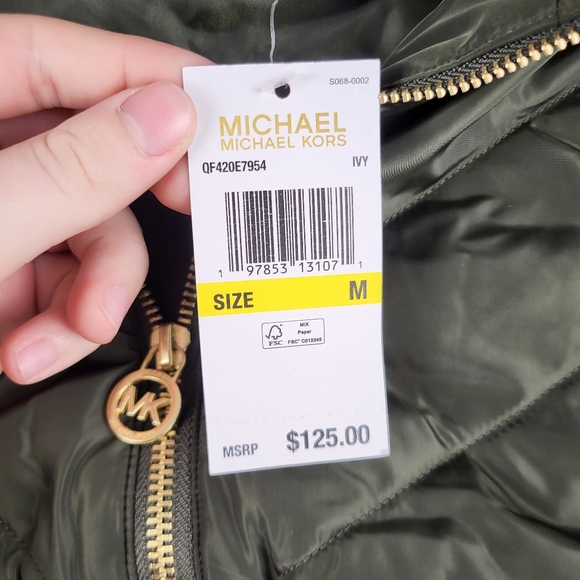 S068-0002
MICHAEL
MICHAEL KORS
QF420E7954 IVY
1 97853 13107 1
SIZE M
FSC
MIX
Paper
FSC® C012345
MSRP $125.00
MK